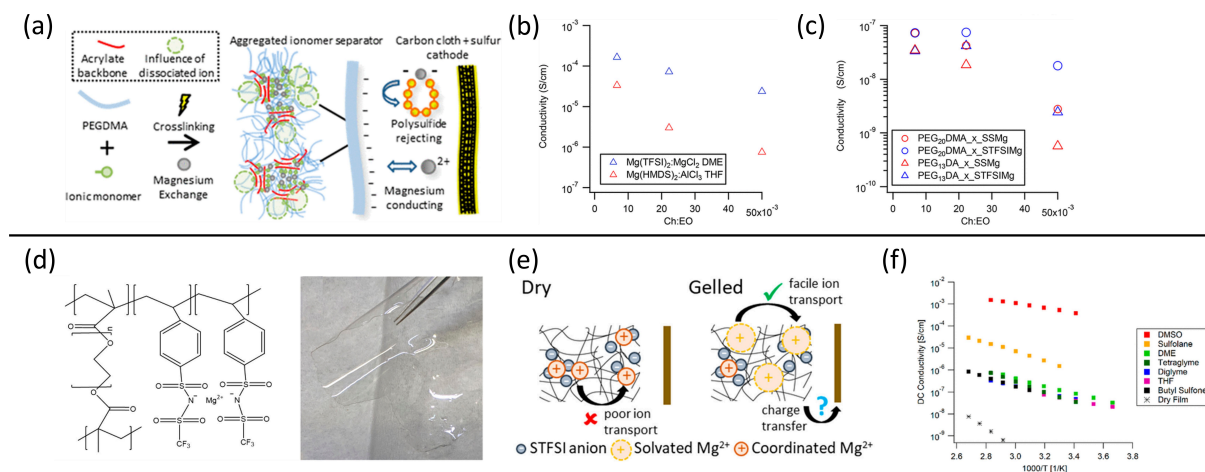 (a)
Acrylate backbone
Influence of dissociated ion
PEGDMA
+
Ionic monomer
Crosslinking
Magnesium Exchange
Aggregated ionomer separator
Carbon cloth + sulfur cathode
Polysulfide rejecting
2+
Magnesium conducting
(b)
Conductivity (S/cm)
10⁻³
10⁻⁴
10⁻⁵
10⁻⁶
10⁻⁷
Mg(TFSI)₂:MgCl₂ DME
Mg(HMDS)₂:AlCl₃ THF
0 10 20 30 40 50x10⁻³
Ch:EO
(c)
Conductivity (S/cm)
10⁻⁷
10⁻⁸
10⁻⁹
10⁻¹⁰
PEG₂₀DMA_x_SSMg
PEG₂₀DMA_x_STFSIMg
PEG₁₃DA_x_SSMg
PEG₁₃DA_x_STFSIMg
0 10 20 30 40 50x10⁻³
Ch:EO
(d)
O
O
n
O
O
O S O
N⁻ Mg²⁺ ⁻N
O S O
CF₃ CF₃
(e)
Dry
poor ion transport
Gelled
facile ion transport
charge transfer
?
STFSI anion
Solvated Mg²⁺
Coordinated Mg²⁺
(f)
DC Conductivity [S/cm]
10⁻¹
10⁻²
10⁻³
10⁻⁴
10⁻⁵
10⁻⁶
10⁻⁷
10⁻⁸
10⁻⁹
2.6 2.8 3.0 3.2 3.4 3.6 3.8
1000/T [1/K]
DMSO
Sulfolane
DME
Tetraglyme
Diglyme
THF
Butyl Sulfone
Dry Film